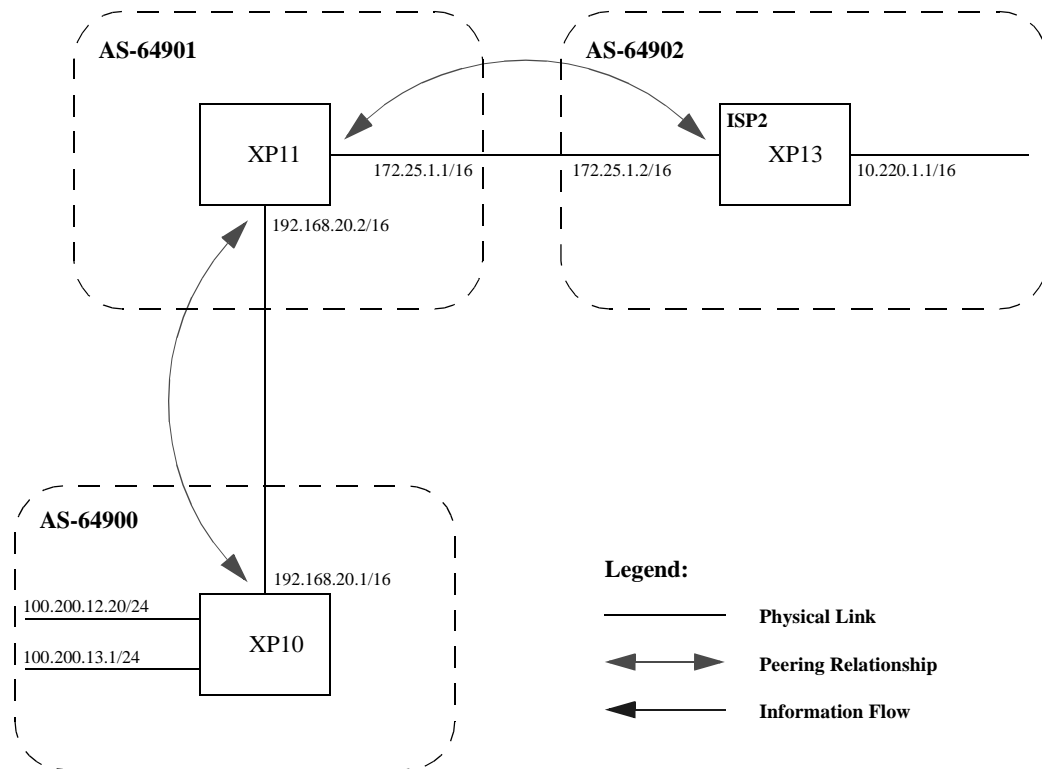 AS-64901
AS-64902
ISP2
XP11
XP13
172.25.1.1/16
172.25.1.2/16
10.220.1.1/16
192.168.20.2/16
AS-64900
192.168.20.1/16
100.200.12.20/24
XP10
100.200.13.1/24
Legend:
Physical Link
Peering Relationship
Information Flow